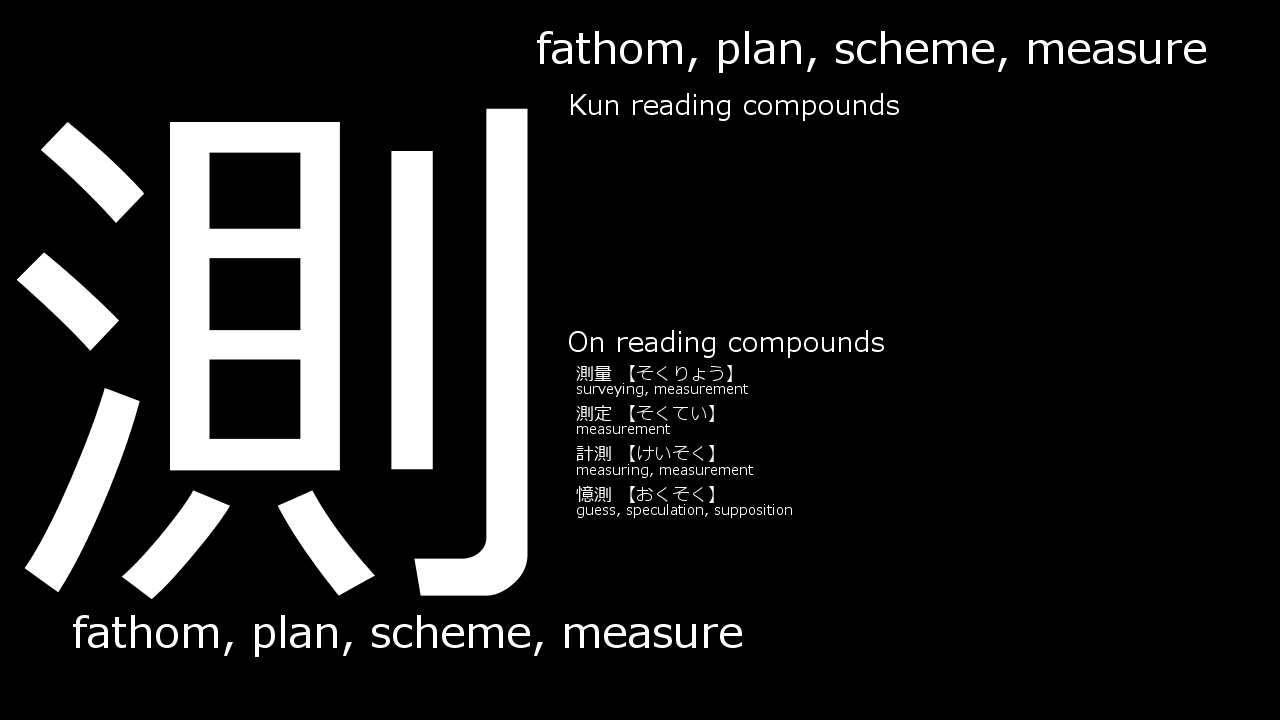 fathom, plan, scheme, measure
Kun reading compounds
測
On reading compounds
測量 【そくりょう】
surveying, measurement
測定 【そくてい】
measurement
計測 【けいそく】
measuring, measurement
憶測 【おくそく】
guess, speculation, supposition
fathom, plan, scheme, measure